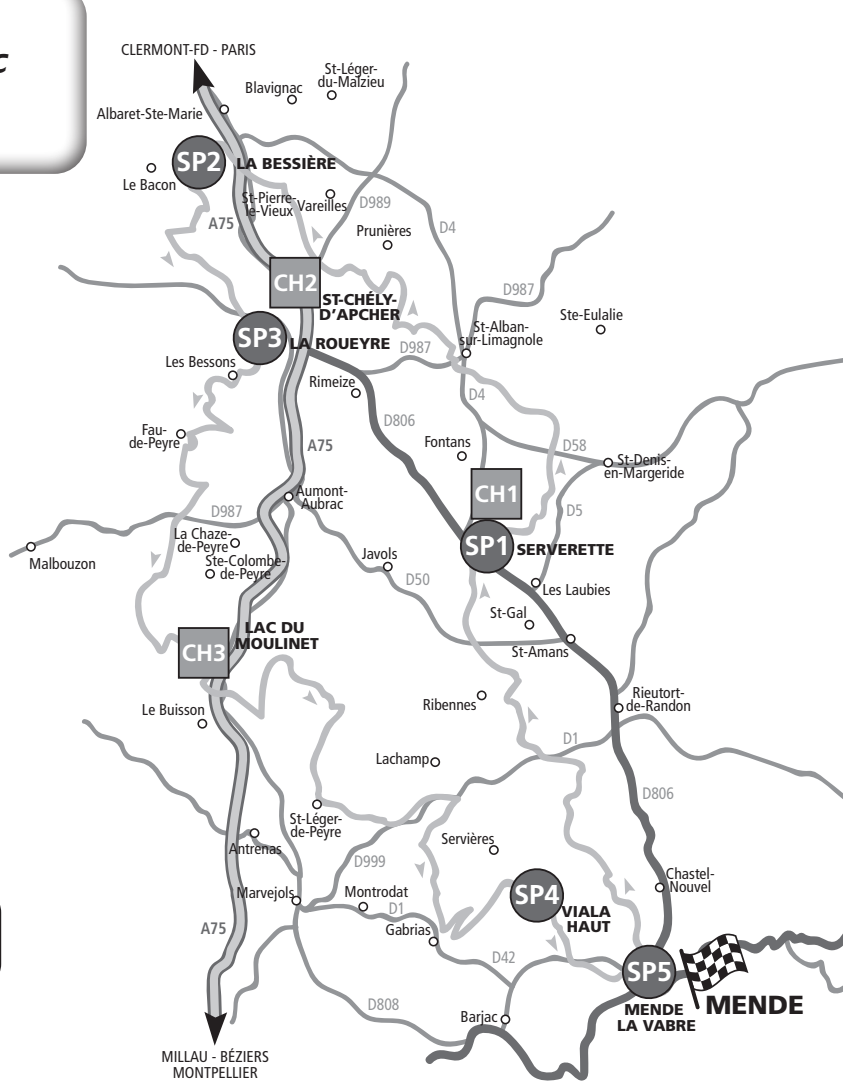 c
CLERMONT-FD - PARIS
St-Léger-
du-Malzieu
Blavignac
Albaret-Ste-Marie
SP2
LA BESSIÈRE
Le Bacon
St-Pierre-
le-Vieux
Vareilles
D989
A75
D4
Prunières
CH2
ST-CHÉLY-
D'APCHER
D987
Ste-Eulalie
St-Alban-
sur-Limagnole
SP3
LA ROUEYRE
D987
Les Bessons
Rimeize
D4
D806
Fau-
de-Peyre
A75
Fontans
D58
St-Denis-
en-Margeride
CH1
Aumont-
Aubrac
D987
D5
La Chaze-
de-Peyre
SP1
SERVERETTE
Malbouzon
Ste-Colombe-
de-Peyre
Javols
D50
Les Laubies
St-Gal
LAC DU
MOULINET
CH3
St-Amans
Le Buisson
Ribennes
Rieutort-
de-Randon
D1
Lachamp
D806
St-Léger-
de-Peyre
Antrenas
Servières
D999
Chastel-
Nouvel
Marvejols
Montrodat
SP4
VIALA
HAUT
D1
A75
Gabrias
D42
SP5
MENDE
D808
Barjac
MENDE
LA VABRE
MILLAU - BÉZIERS
MONTPELLIER